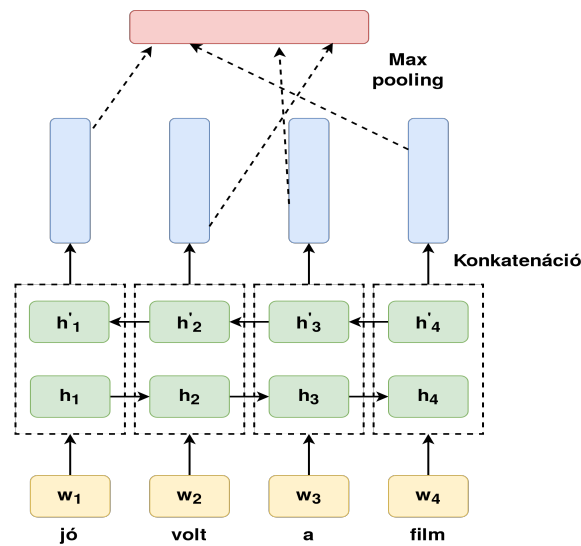 Max
pooling
Konkatenáció
h'1 h'2 h'3 h'4
h1 h2 h3 h4
w1 w2 w3 w4
jó volt a film